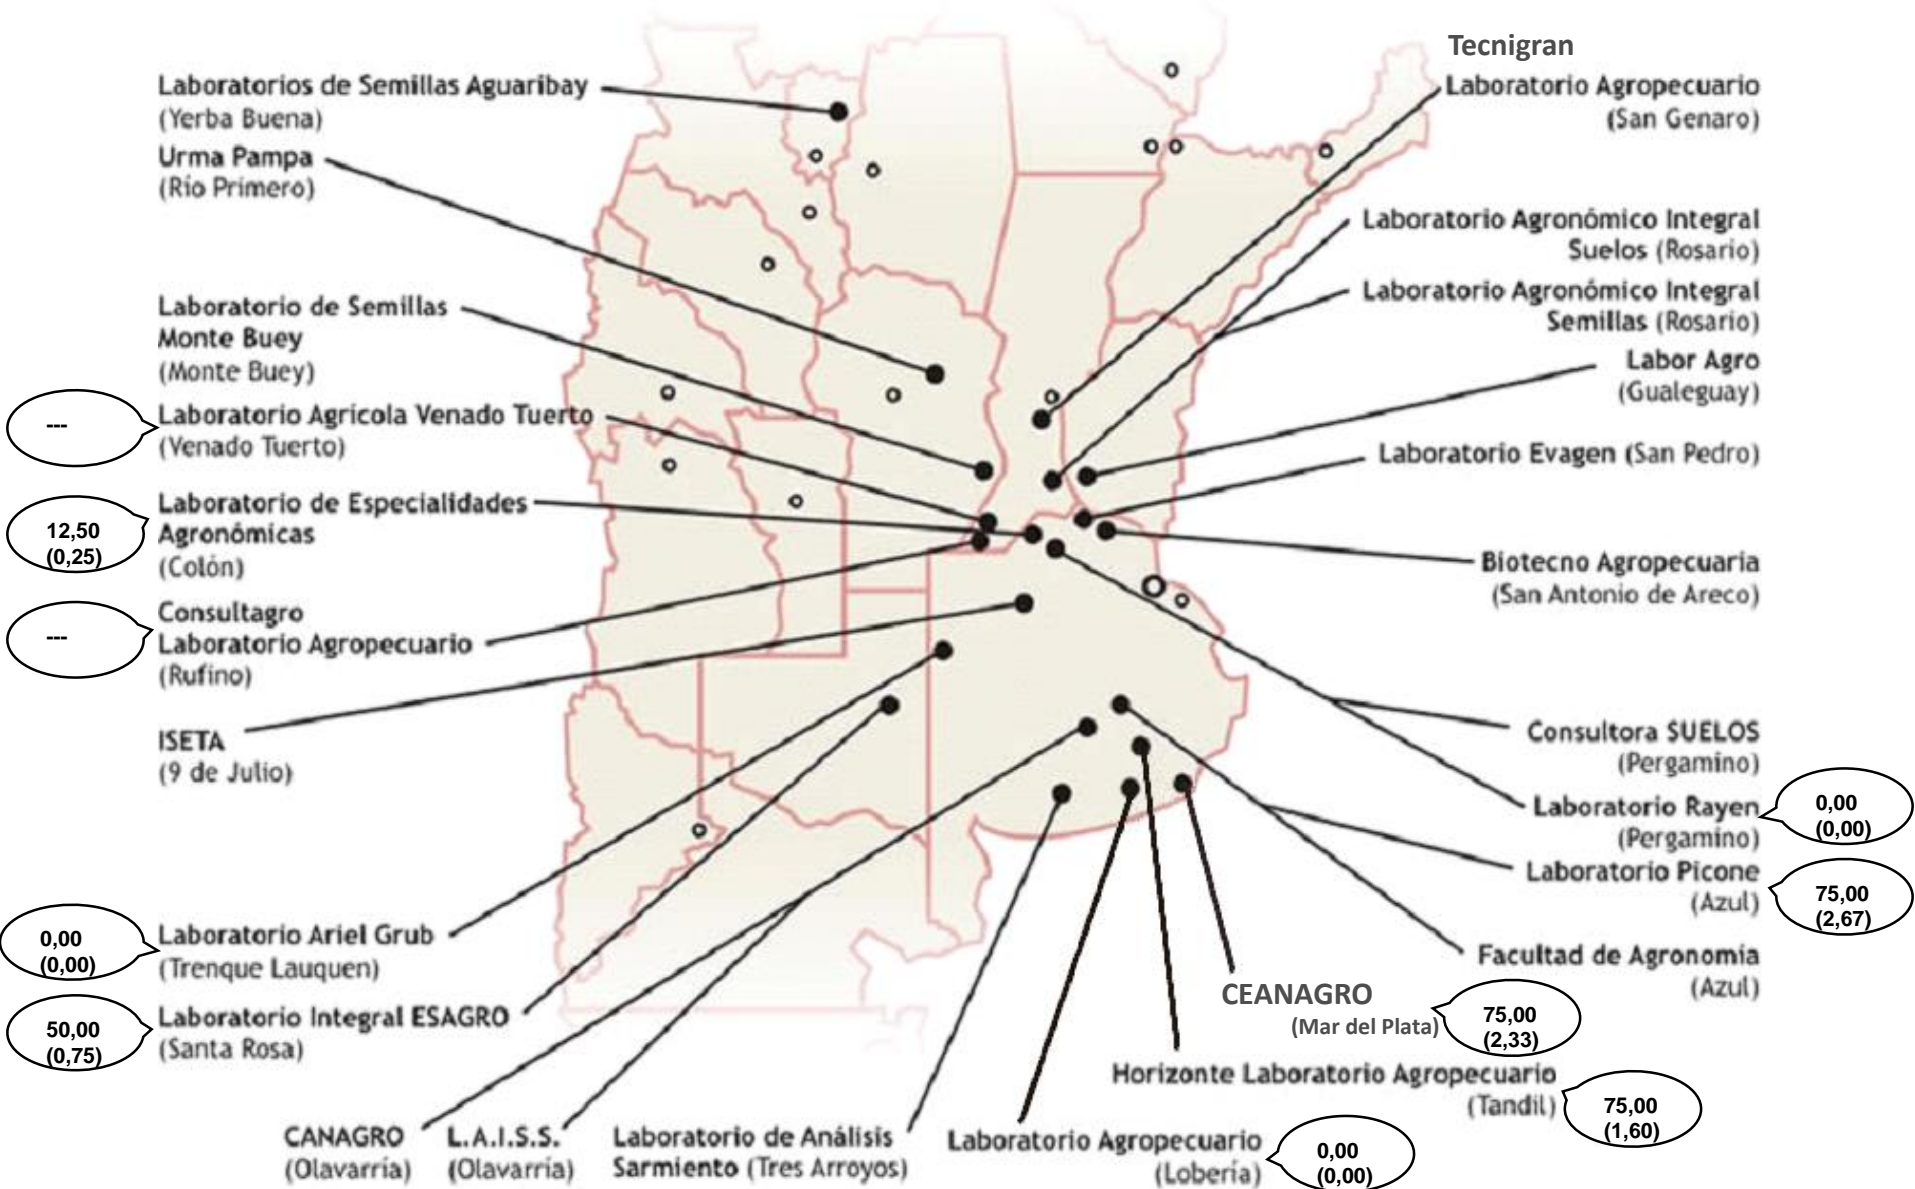 Laboratorios de Semillas Aguaribay
(Yerba Buena)
Urma Pampa
(Río Primero)
Laboratorio de Semillas
Monte Buey
(Monte Buey)
---
Laboratorio Agrícola Venado Tuerto
(Venado Tuerto)
12,50
(0,25)
Laboratorio de Especialidades
Agronómicas
(Colón)
---
Consultagro
Laboratorio Agropecuario
(Rufino)
ISETA
(9 de Julio)
0,00
(0,00)
Laboratorio Ariel Grub
(Trenque Lauquen)
50,00
(0,75)
Laboratorio Integral ESAGRO
(Santa Rosa)
CANAGRO
(Olavarría)
L.A.I.S.S.
(Olavarría)
Laboratorio de Análisis
Sarmiento (Tres Arroyos)
Laboratorio Agropecuario
(Lobería)
0,00
(0,00)
Tecnigran
Laboratorio Agropecuario
(San Genaro)
Laboratorio Agronómico Integral
Suelos (Rosario)
Laboratorio Agronómico Integral
Semillas (Rosario)
Labor Agro
(Gualeguay)
Laboratorio Evagen (San Pedro)
Biotecno Agropecuaria
(San Antonio de Areco)
Consultora SUELOS
(Pergamino)
Laboratorio Rayen
(Pergamino)
0,00
(0,00)
Laboratorio Picone
(Azul)
75,00
(2,67)
Facultad de Agronomía
(Azul)
CEANAGRO
(Mar del Plata)
75,00
(2,33)
Horizonte Laboratorio Agropecuario
(Tandil)
75,00
(1,60)